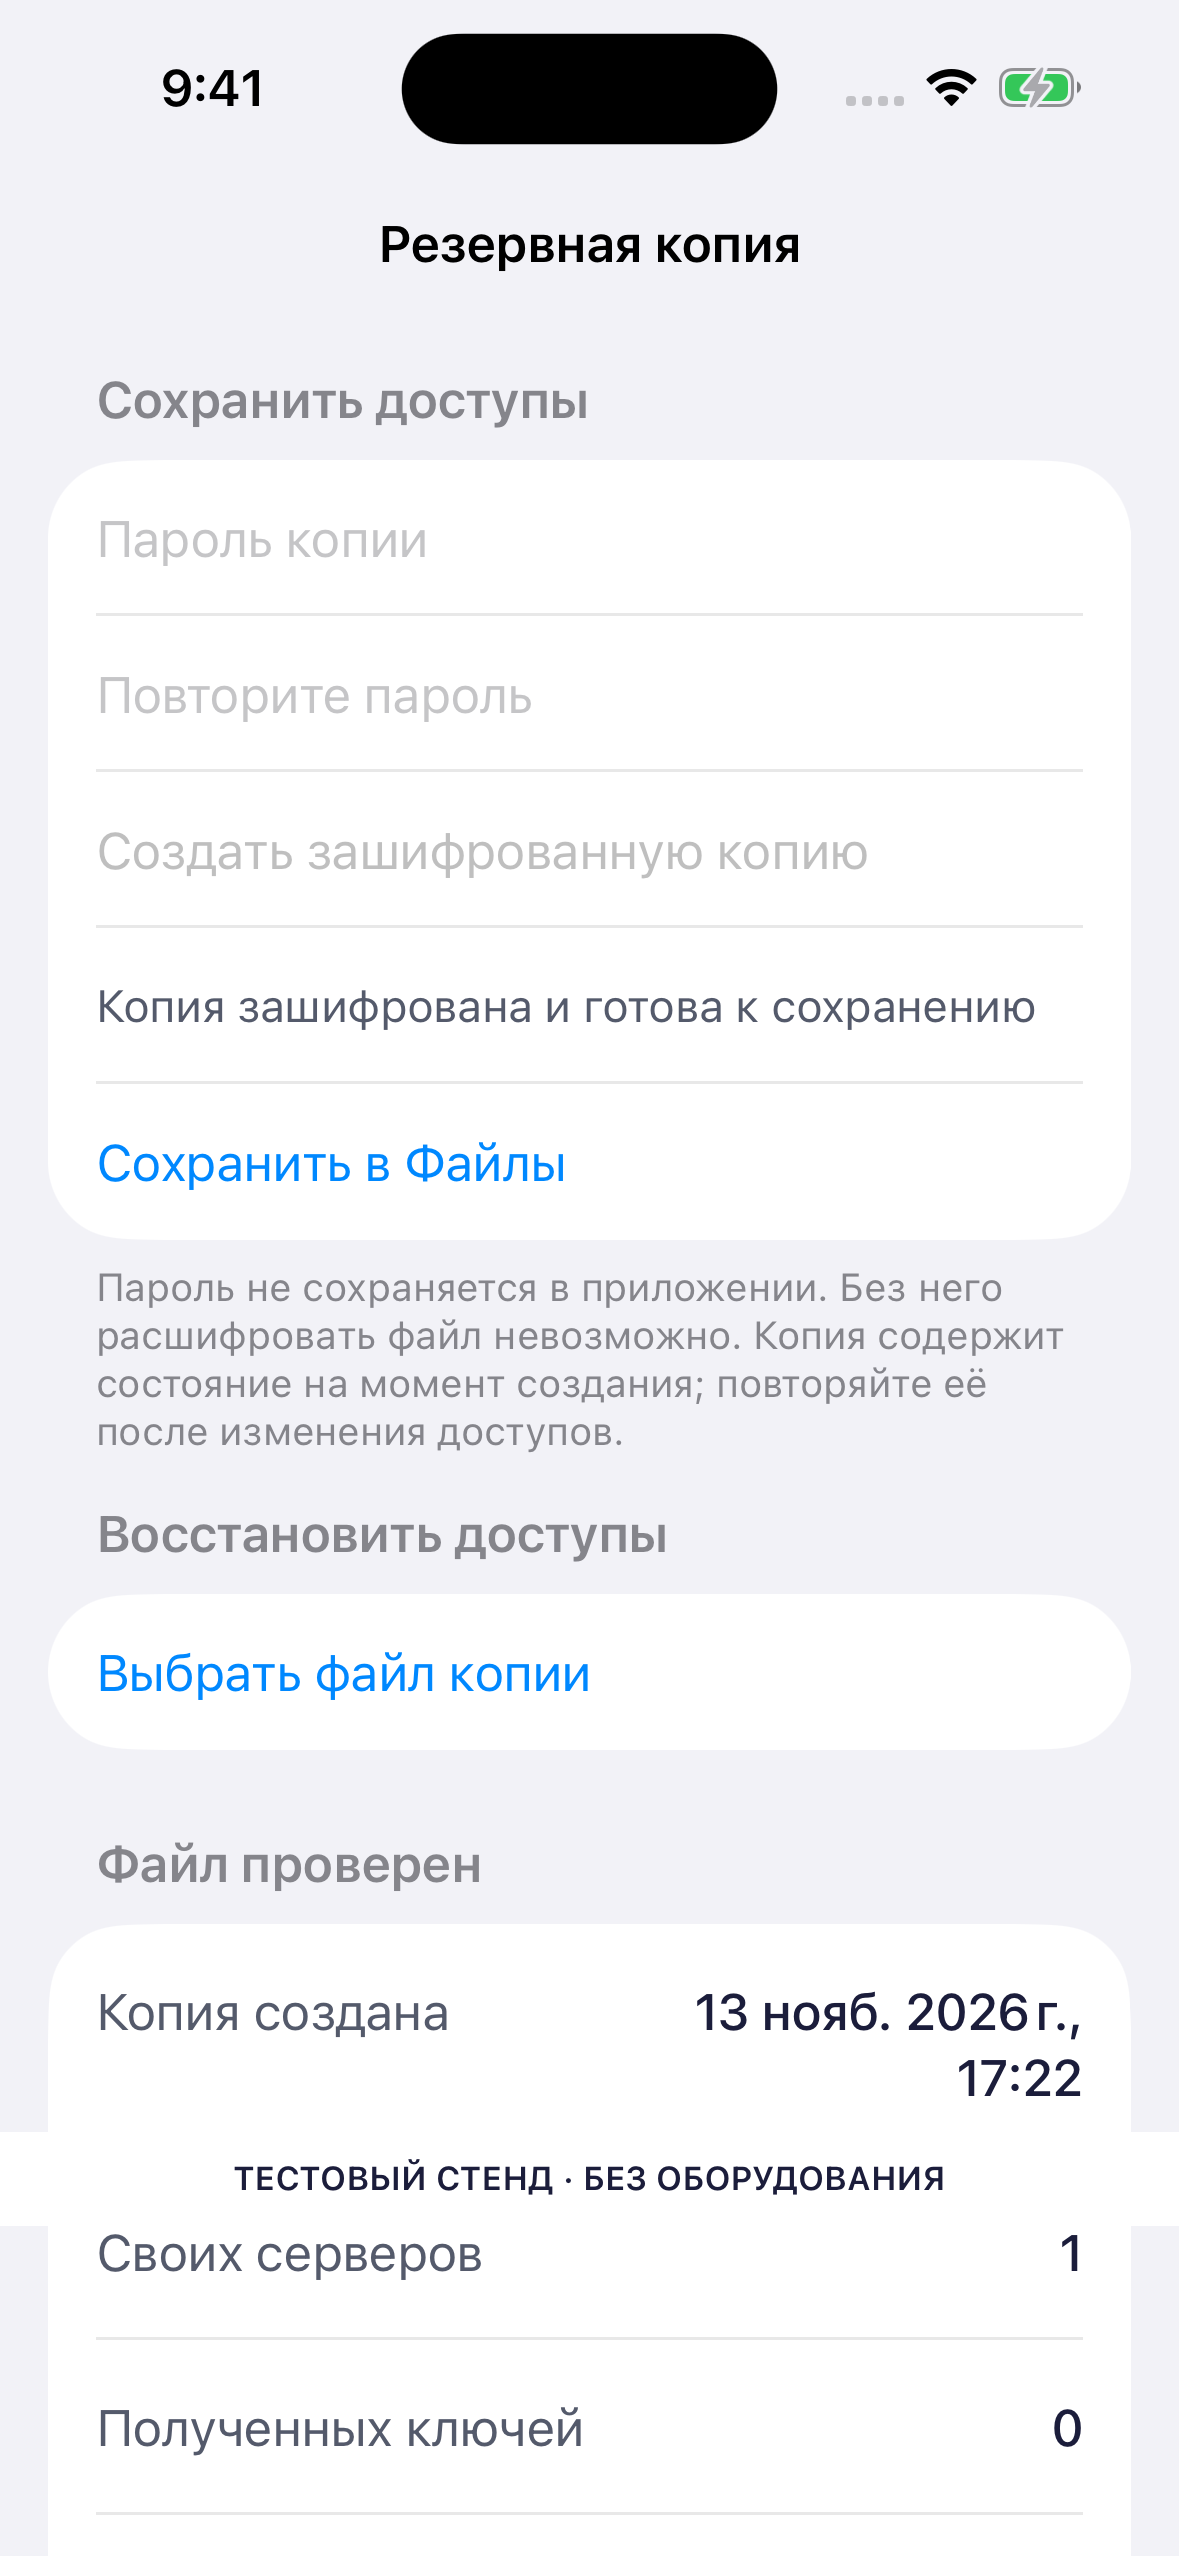 9:41
Резервная копия
Сохранить доступы
Пароль копии
Повторите пароль
Создать зашифрованную копию
Копия зашифрована и готова к сохранению
Сохранить в Файлы
Пароль не сохраняется в приложении. Без него
расшифровать файл невозможно. Копия содержит
состояние на момент создания; повторяйте её
после изменения доступов.
Восстановить доступы
Выбрать файл копии
Файл проверен
Копия создана 13 нояб. 2026 г.,
17:22
ТЕСТОВЫЙ СТЕНД · БЕЗ ОБОРУДОВАНИЯ
Своих серверов 1
Полученных ключей 0